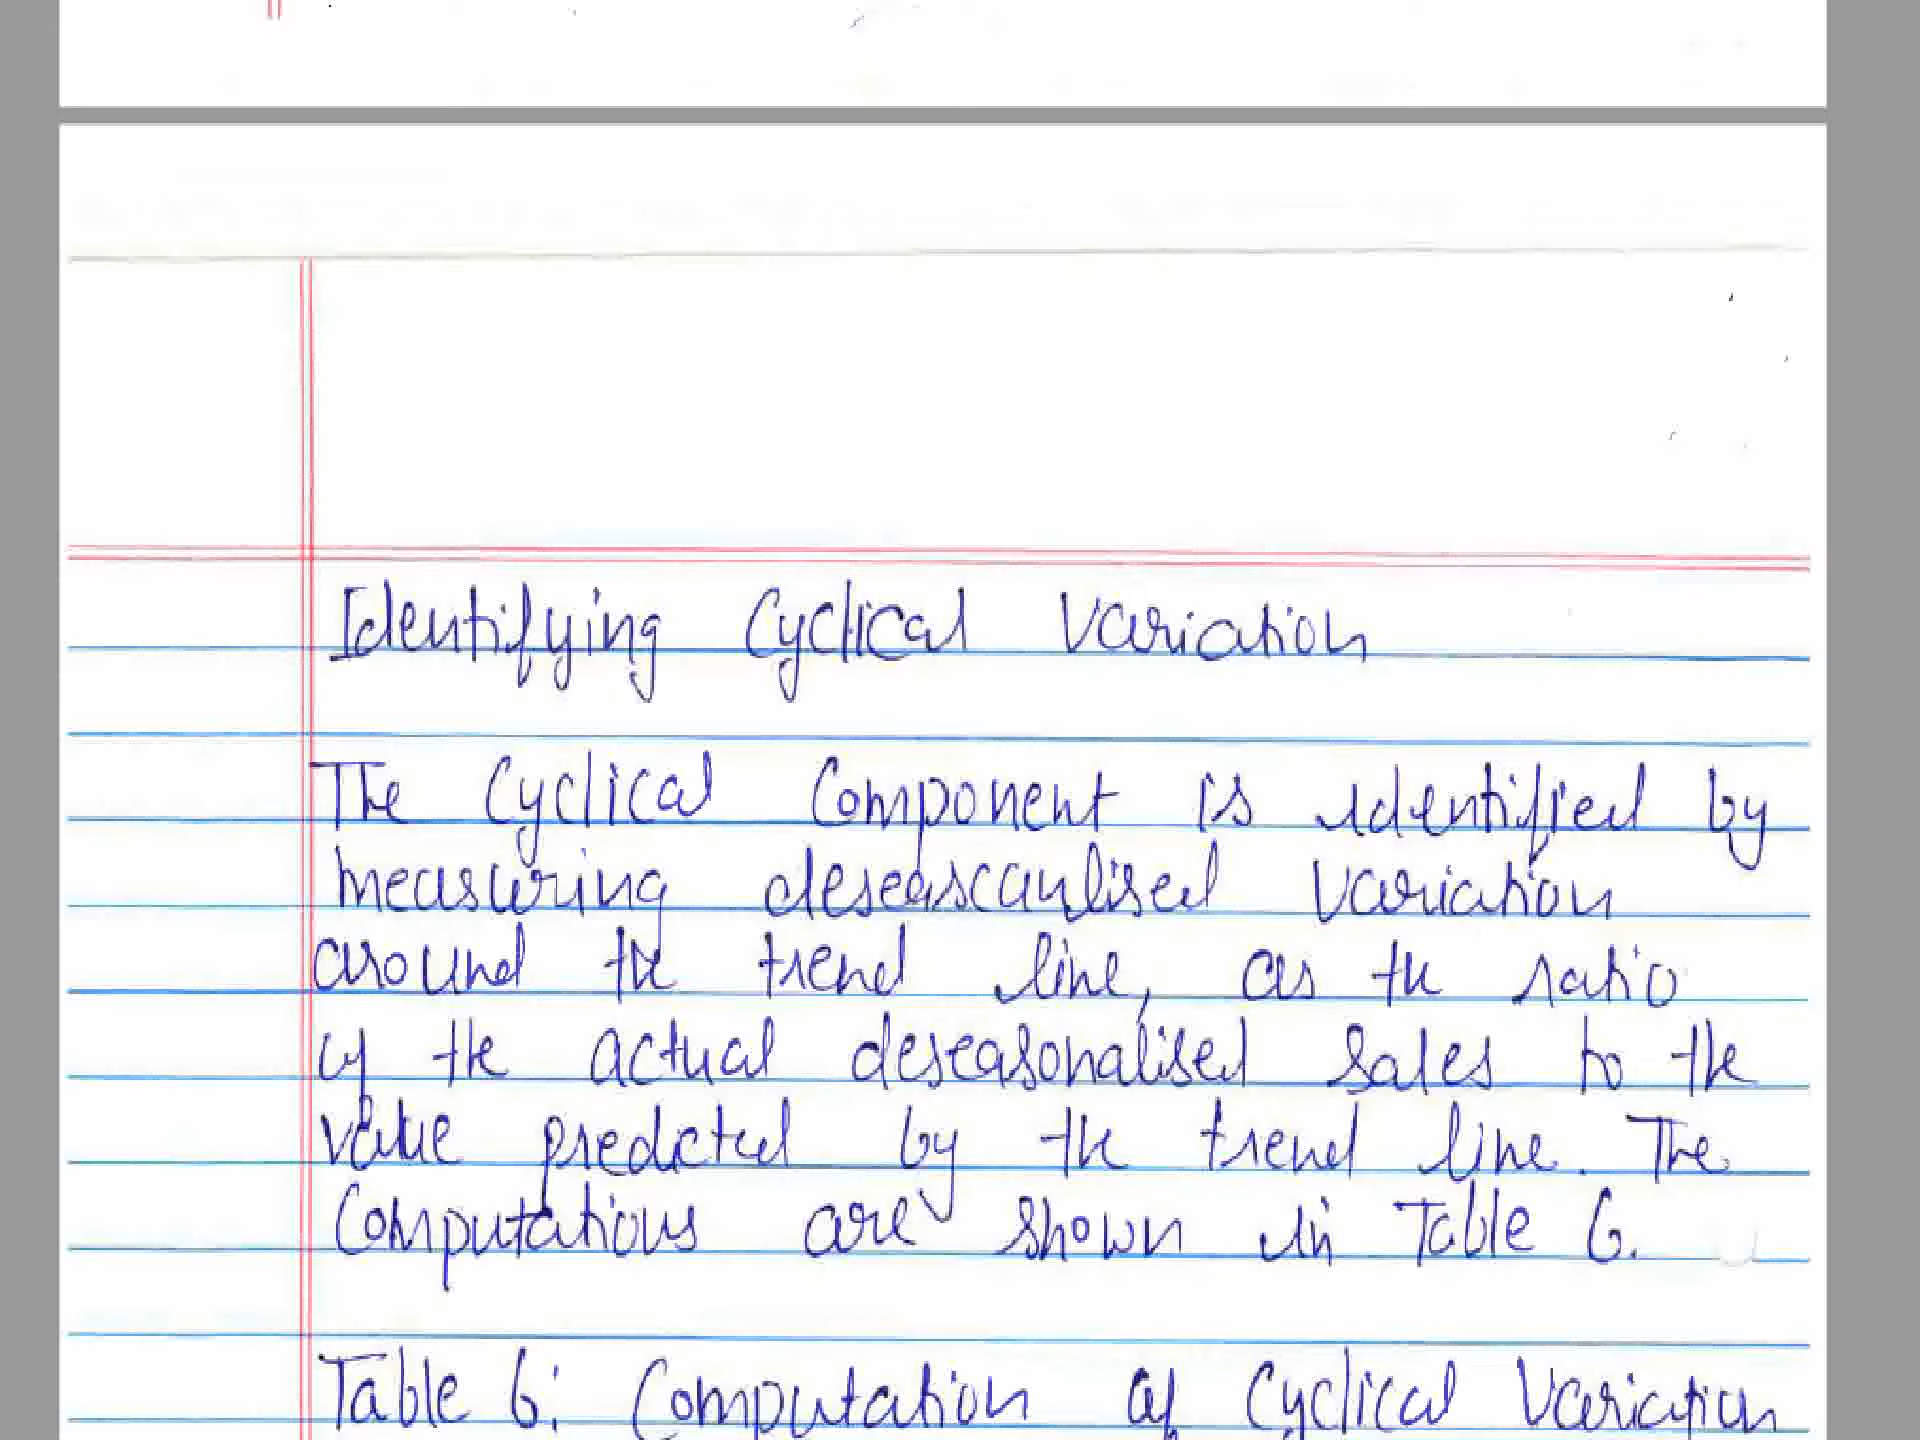 Identifying Cyclical Variation
The Cyclical Component is identified by
measuring deseascanlised variation
around the trend line, as the ratio
of the actual deseasonalised sales to the
value predicted by the trend line. The
Computations are shown in Table 6.
Table 6: Computation of Cyclical Variation